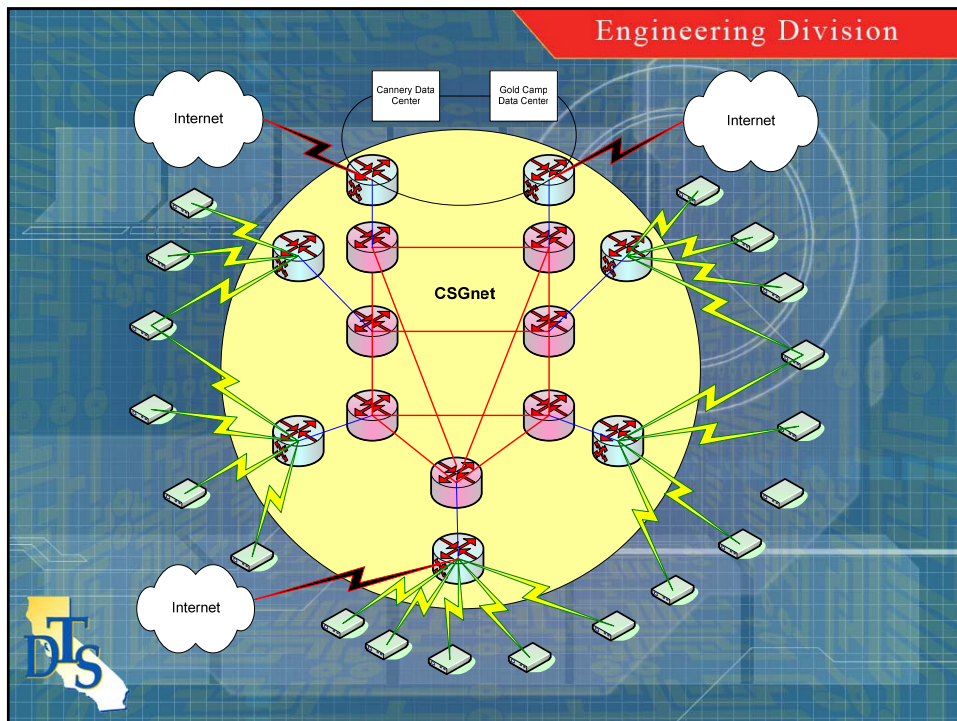 Engineering Division
Cannery Data
Center
Gold Camp
Data Center
Internet
Internet
CSGnet
Internet
DTS